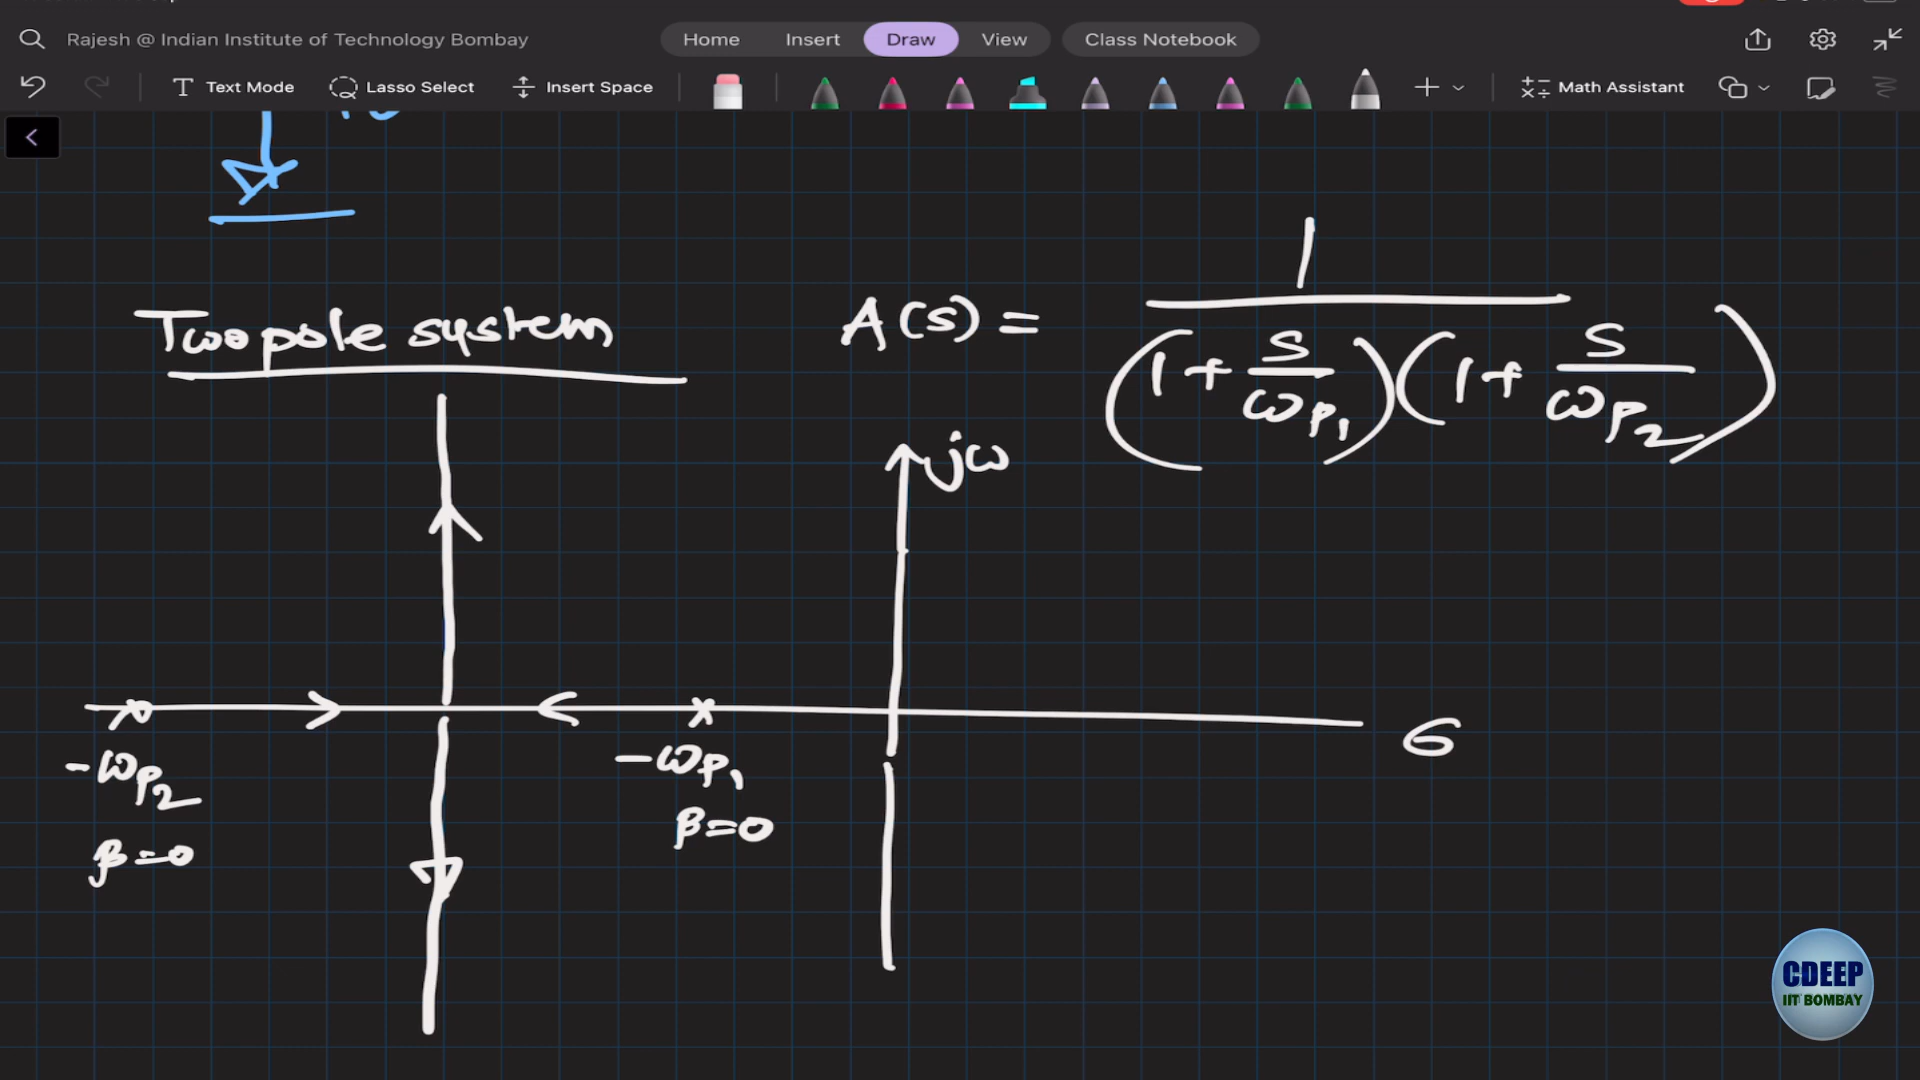 Rajesh @ Indian Institute of Technology Bombay
Home Insert Draw View Class Notebook
Text Mode Lasso Select Insert Space Math Assistant
Two pole system
A(s) = 1 / (1 + s/ωp1)(1 + s/ωp2)
jω
σ
-ωp2
β=0
-ωp1
β=0
CDEEP
IIT BOMBAY